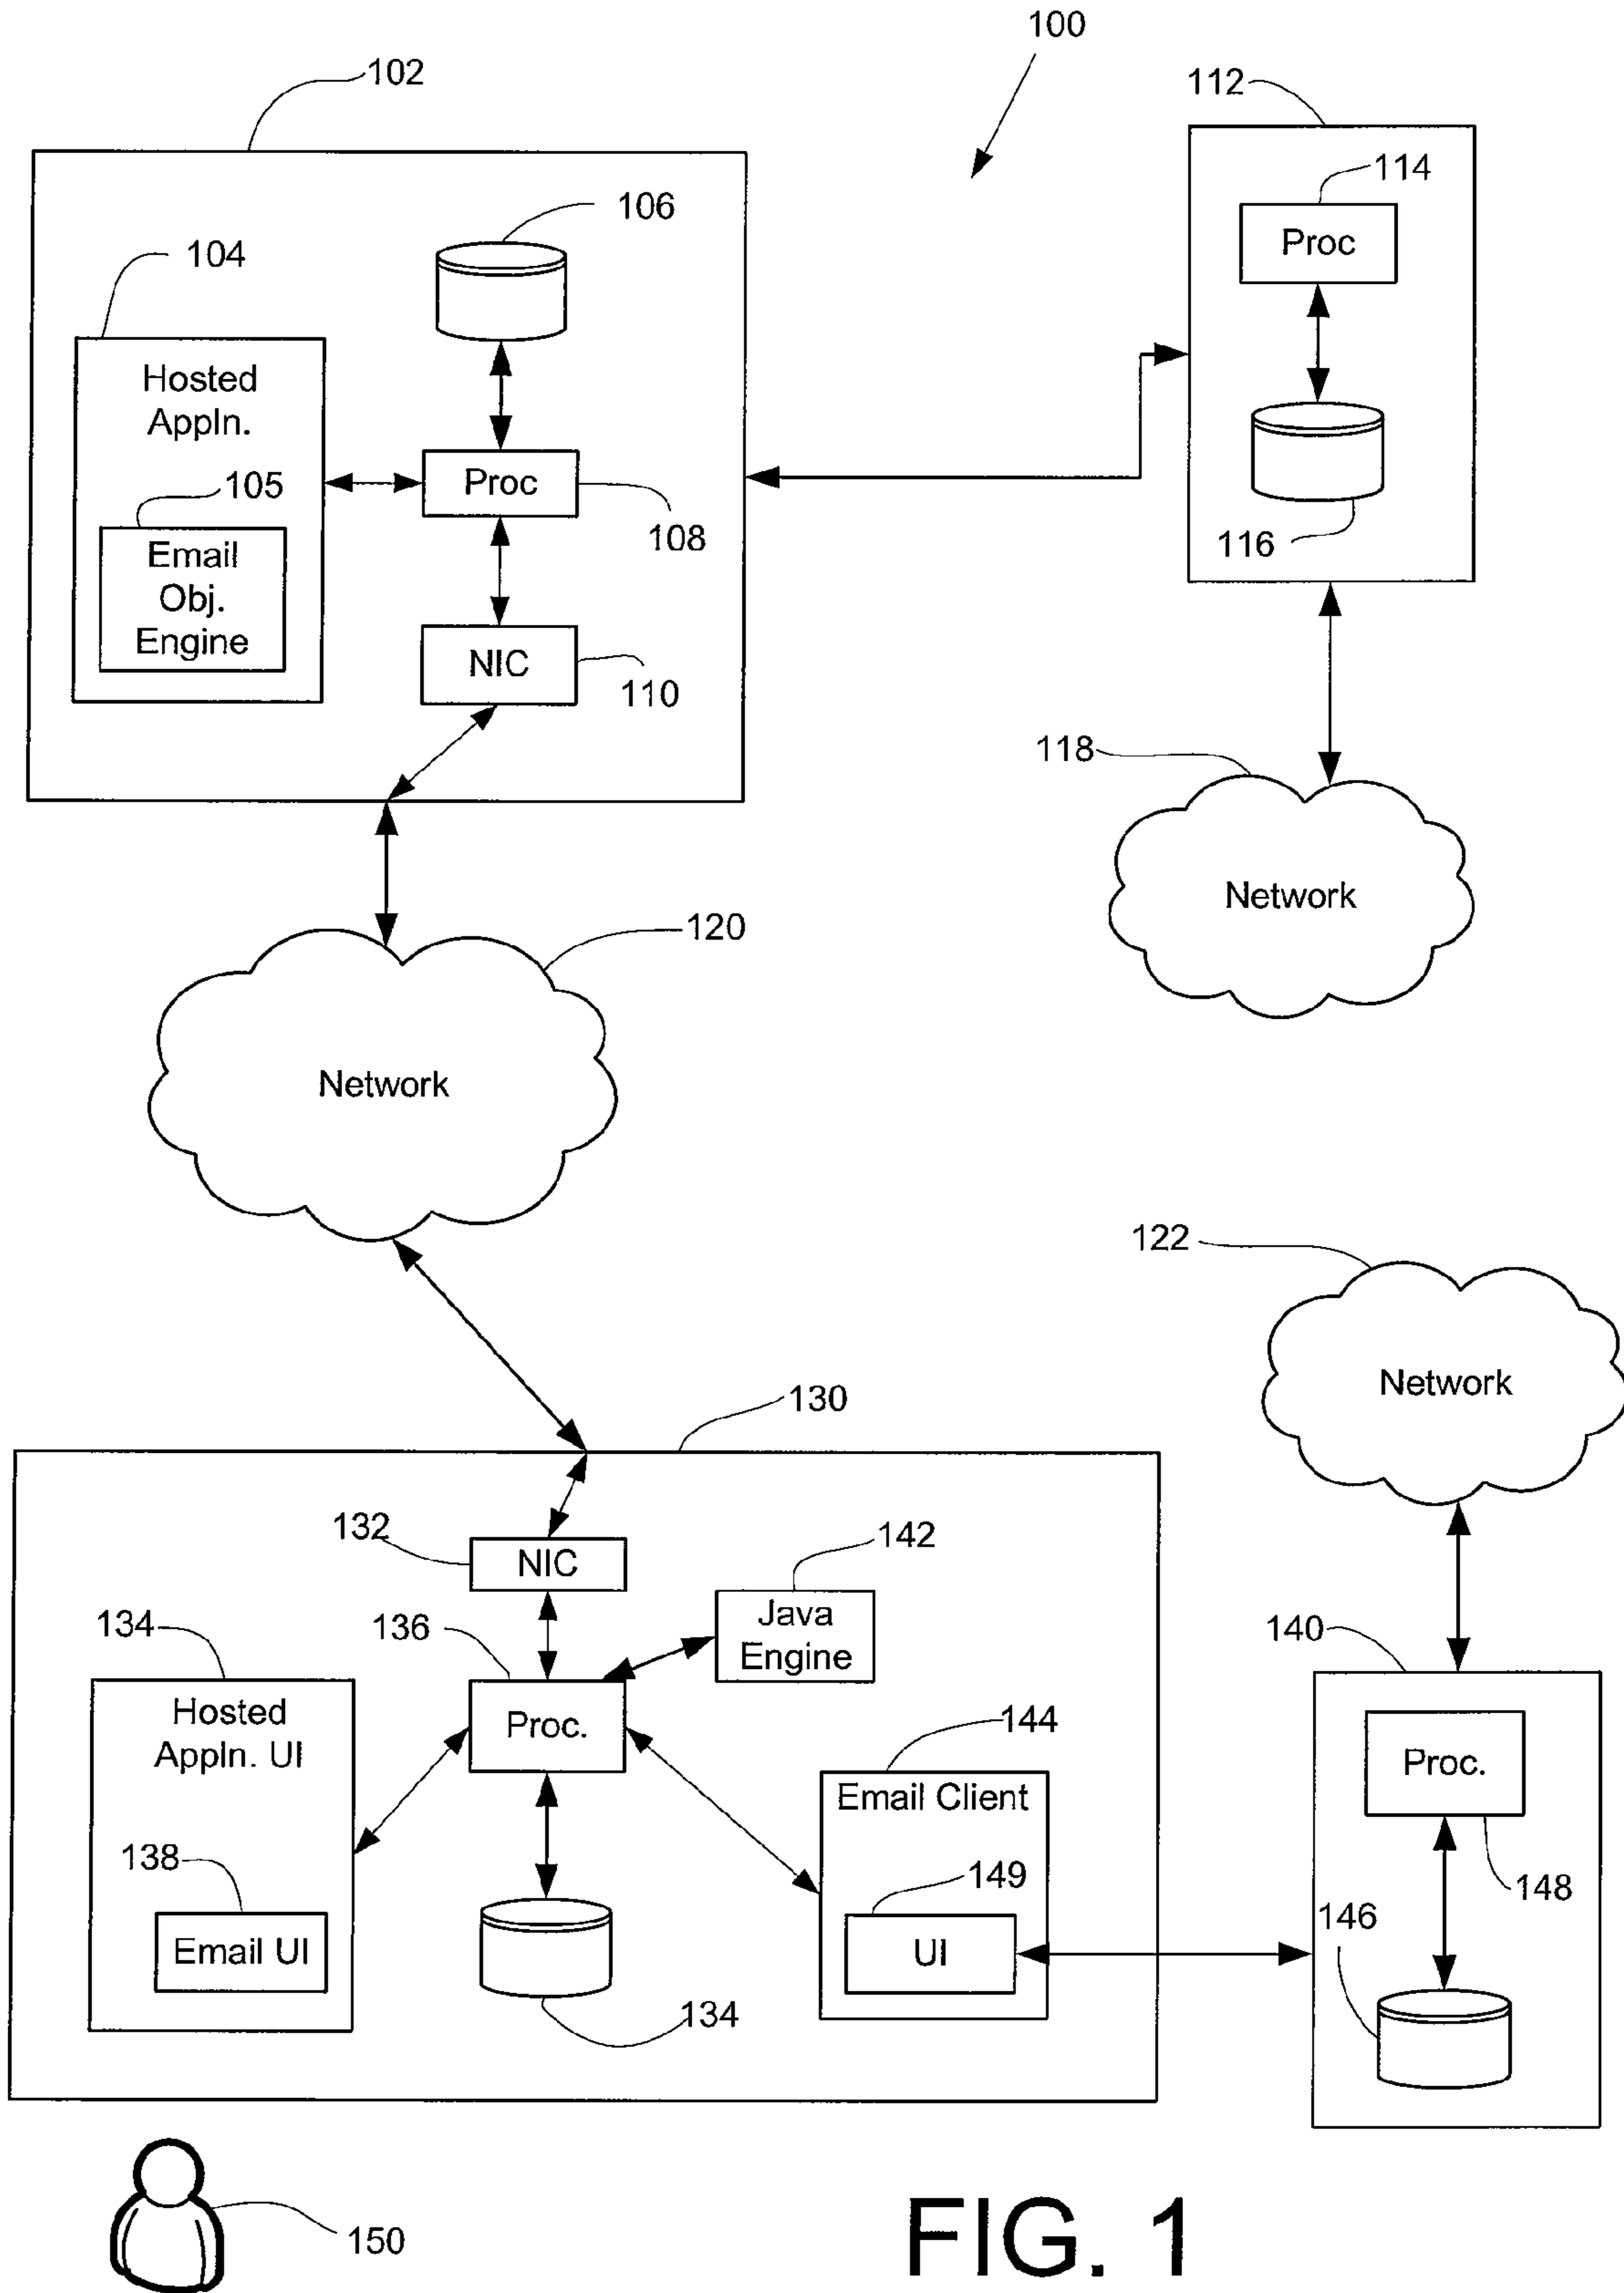 100
102
112
106
114
104
Proc
Hosted
Appln.
105
Proc
108
116
Email
Obj.
Engine
NIC
110
118
Network
120
Network
122
Network
130
132
NIC
142
134
136
Java
Engine
140
Hosted
Appln. UI
Proc.
144
Proc.
Email Client
138
149
148
146
Email UI
UI
134
150
FIG. 1